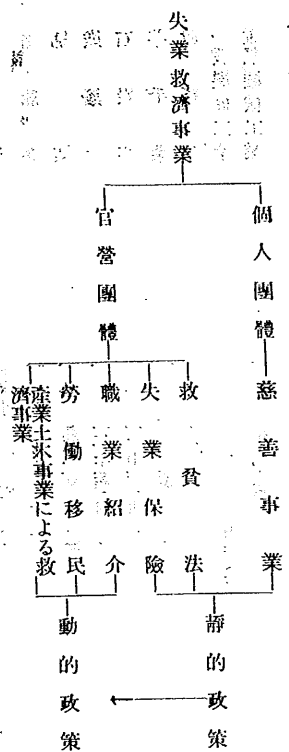 失業救濟事業
個人團體
官營團體
慈善事業
救貧法
失業保險
職業紹介
勞働移民
產業土木事業による救
濟事業
靜的政策
動的政策